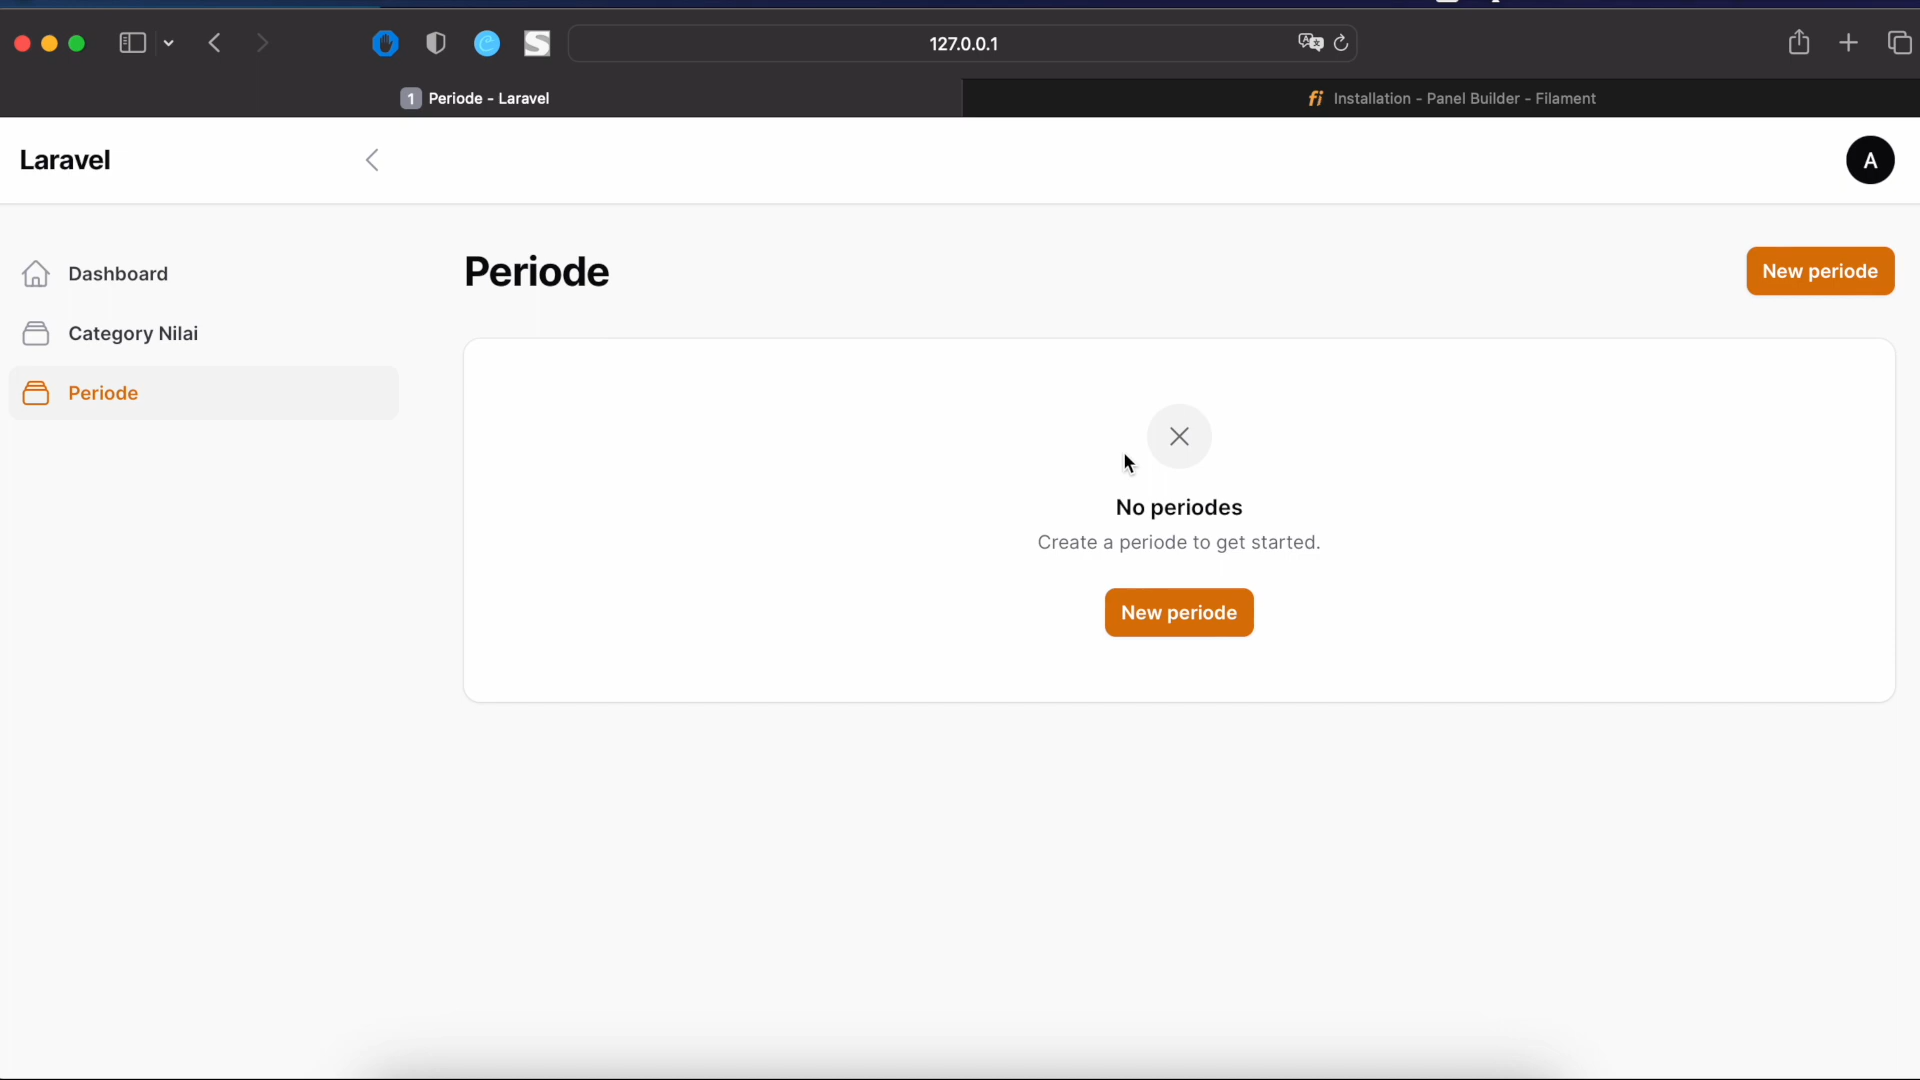 127.0.0.1
1 Periode - Laravel
fi Installation - Panel Builder - Filament
Laravel
A
Dashboard
Category Nilai
Periode
Periode
New periode
No periodes
Create a periode to get started.
New periode